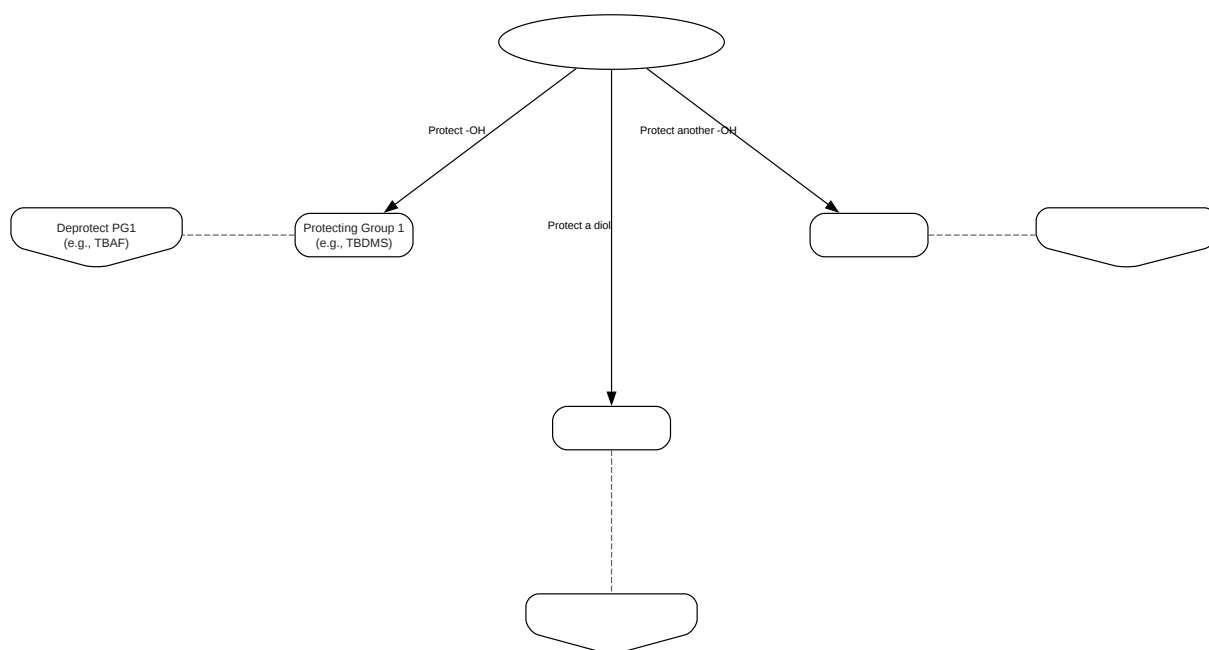 Protect -OH
Protect another -OH
Protect a diol
Deprotect PG1
(e.g., TBAF)
Protecting Group 1
(e.g., TBDMS)